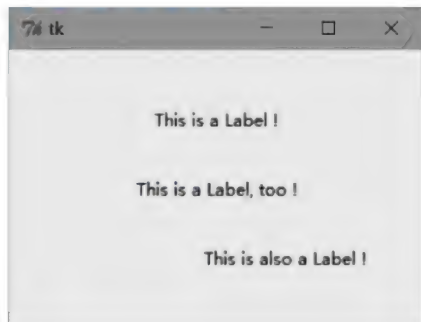 tk
This is a Label !
This is a Label, too !
This is also a Label !